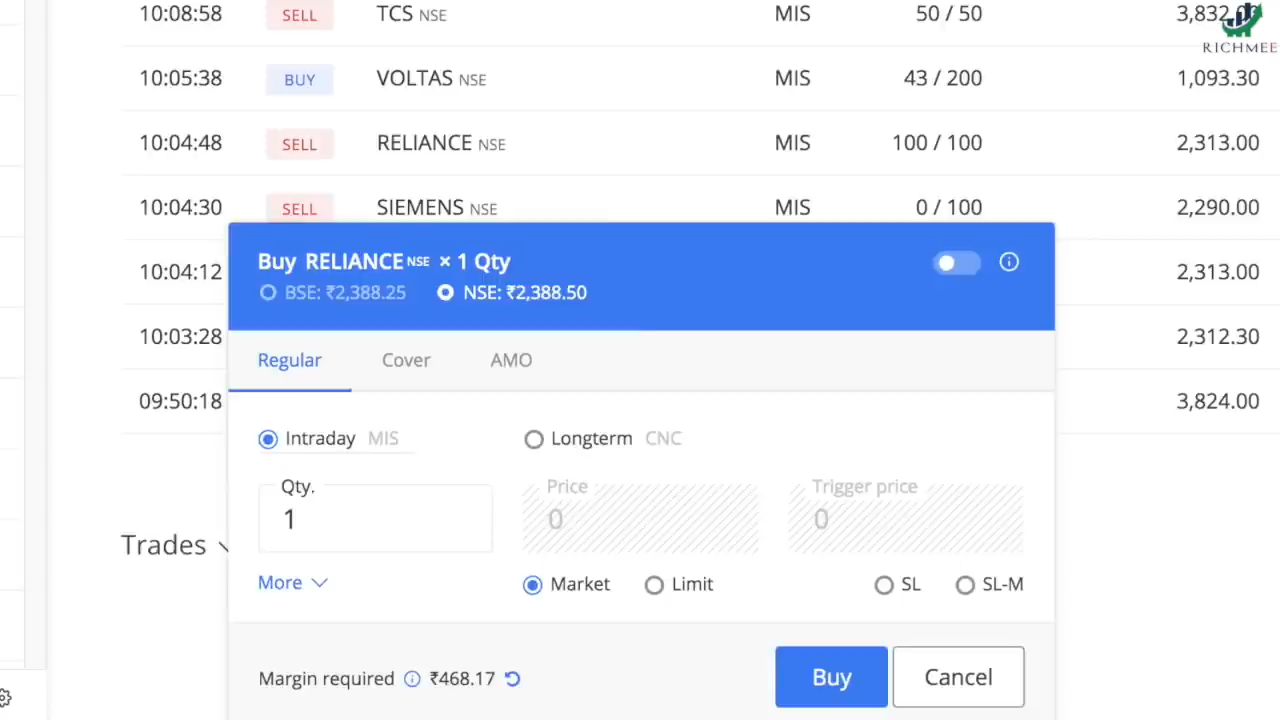 10:08:58 SELL TCS NSE MIS 50 / 50
RICHMEE
10:05:38 BUY VOLTAS NSE MIS 43 / 200 1,093.30
10:04:48 SELL RELIANCE NSE MIS 100 / 100 2,313.00
10:04:30 SELL SIEMENS NSE MIS 0 / 100 2,290.00
10:04:12 2,313.00
10:03:28 2,312.30
09:50:18 3,824.00
Buy RELIANCE NSE × 1 Qty
BSE: ₹2,388.25 NSE: ₹2,388.50
Regular Cover AMO
Intraday MIS Longterm CNC
Qty. Price Trigger price
1 0 0
Trades
More Market Limit SL SL-M
Margin required ₹468.17 Buy Cancel